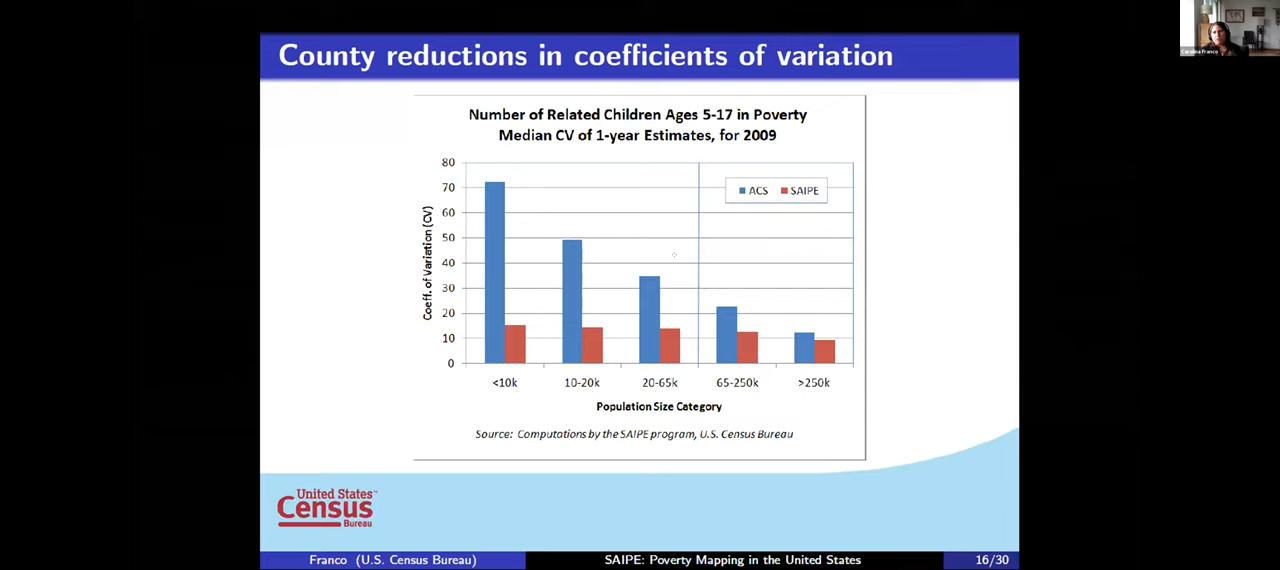 County reductions in coefficients of variation
Carolina Franco
Number of Related Children Ages 5-17 in Poverty
Median CV of 1-year Estimates, for 2009
Coeff. of Variation (CV)
80
70
60
50
40
30
20
10
0
ACS
SAIPE
<10k
10-20k
20-65k
65-250k
>250k
Population Size Category
Source: Computations by the SAIPE program, U.S. Census Bureau
United States™
Census
Bureau
Franco (U.S. Census Bureau)
SAIPE: Poverty Mapping in the United States
16/30